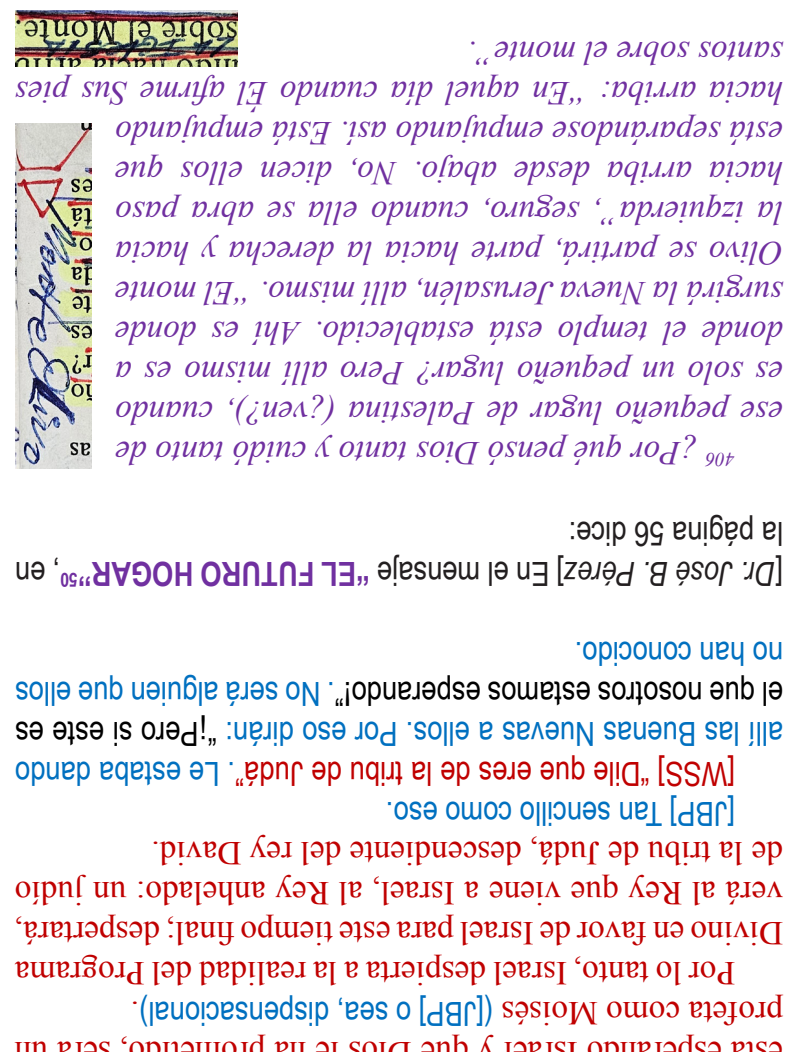 está esperando Israel y que Dios le ha prometido, será un
profeta como Moisés ([JBP] o sea, dispensacional).
Por lo tanto, Israel despierta a la realidad del Programa
Divino en favor de Israel para este tiempo final; despertará,
verá al Rey que viene a Israel, al Rey anhelado: un judío
de la tribu de Judá, descendiente del rey David.
[JBP] Tan sencillo como eso.
[WSS] “Dile que eres de la tribu de Judá”. Le estaba dando
allí las Buenas Nuevas a ellos. Por eso dirán: “¡Pero si este es
el que nosotros estamos esperando!”. No será alguien que ellos
no han conocido.
[Dr. José B. Pérez] En el mensaje “EL FUTURO HOGAR”50, en
la página 56 dice:
406 ¿Por qué pensó Dios tanto y cuidó tanto de
ese pequeño lugar de Palestina (¿ven?), cuando
es solo un pequeño lugar? Pero allí mismo es a
donde el templo está establecido. Ahí es donde
surgirá la Nueva Jerusalén, allí mismo. “El monte
Olivo se partirá, parte hacia la derecha y hacia
la izquierda”, seguro, cuando ella se abra paso
hacia arriba desde abajo. No, dicen ellos que
está separándose empujando así. Está empujando
hacia arriba: “En aquel día cuando Él afirme Sus pies
santos sobre el monte”.
Monte Olivo
La Iglesia
sobre el Monte.